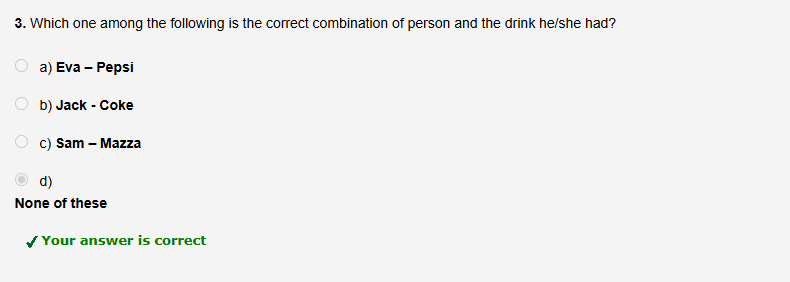 3. Which one among the following is the correct combination of person and the drink he/she had?
a) Eva – Pepsi
b) Jack - Coke
c) Sam – Mazza
d)
None of these
✓ Your answer is correct